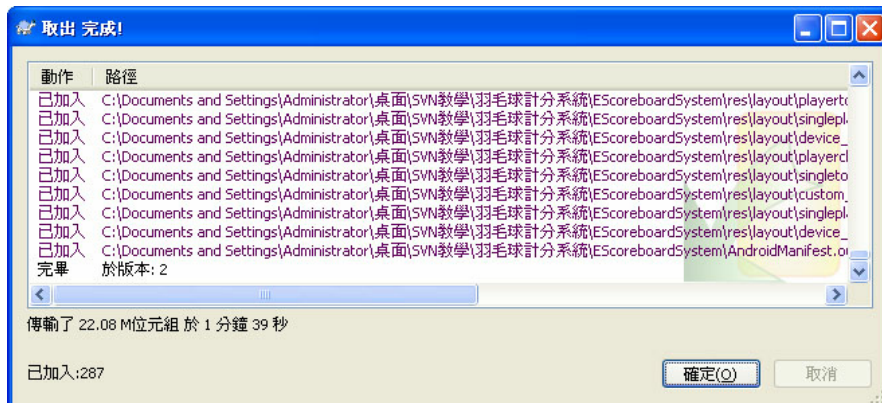 取出 完成!
動作 路徑
已加入 C:\Documents and Settings\Administrator\桌面\SVN教學\羽毛球計分系統\EScoreboardSystem\res\layout\playerto
已加入 C:\Documents and Settings\Administrator\桌面\SVN教學\羽毛球計分系統\EScoreboardSystem\res\layout\singlepl
已加入 C:\Documents and Settings\Administrator\桌面\SVN教學\羽毛球計分系統\EScoreboardSystem\res\layout\device_
已加入 C:\Documents and Settings\Administrator\桌面\SVN教學\羽毛球計分系統\EScoreboardSystem\res\layout\playercl
已加入 C:\Documents and Settings\Administrator\桌面\SVN教學\羽毛球計分系統\EScoreboardSystem\res\layout\singleto
已加入 C:\Documents and Settings\Administrator\桌面\SVN教學\羽毛球計分系統\EScoreboardSystem\res\layout\custom_
已加入 C:\Documents and Settings\Administrator\桌面\SVN教學\羽毛球計分系統\EScoreboardSystem\res\layout\singlepl
已加入 C:\Documents and Settings\Administrator\桌面\SVN教學\羽毛球計分系統\EScoreboardSystem\res\layout\device_
已加入 C:\Documents and Settings\Administrator\桌面\SVN教學\羽毛球計分系統\EScoreboardSystem\AndroidManifest.ou
完畢 於版本: 2
傳輸了 22.08 M位元組 於 1 分鐘 39 秒
已加入:287
確定(O) 取消